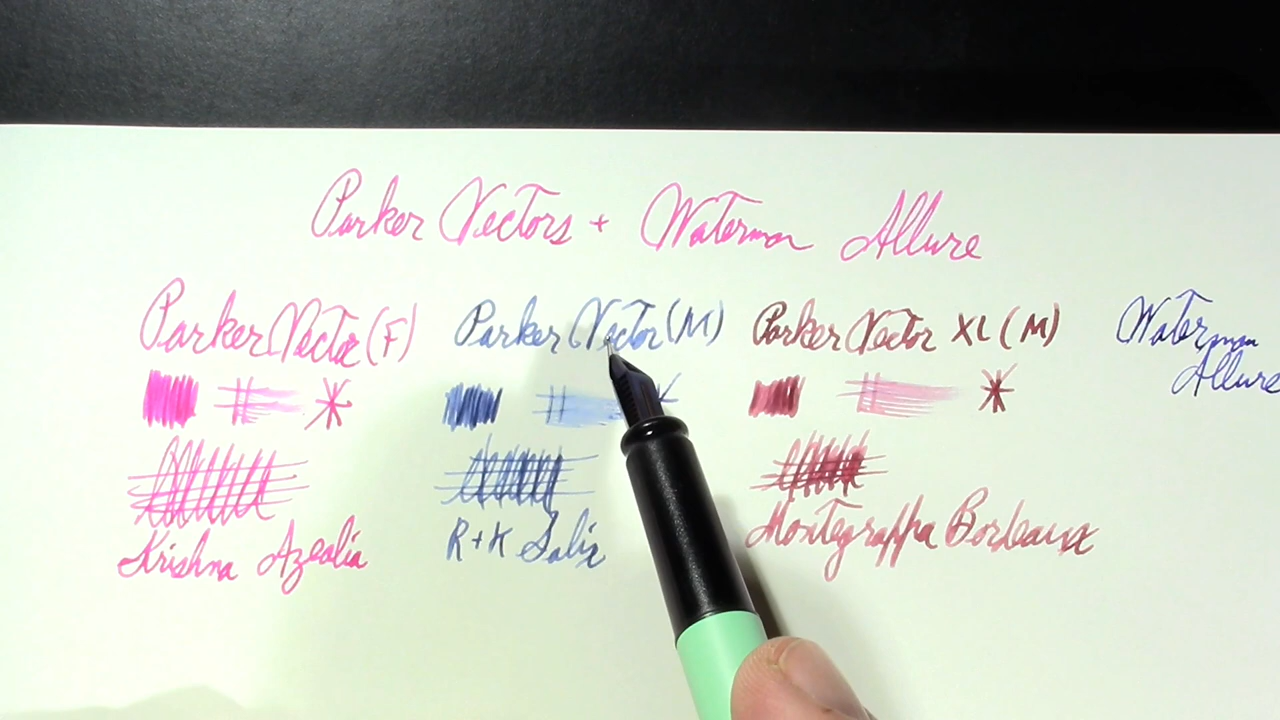 Parker Vectors + Waterman Allure
Parker Vector (F)
Krishna Azealia
Parker Vector (M)
R+K Salix
Parker Vector XL (M)
Montegrappa Bordeaux
Waterman
Allure